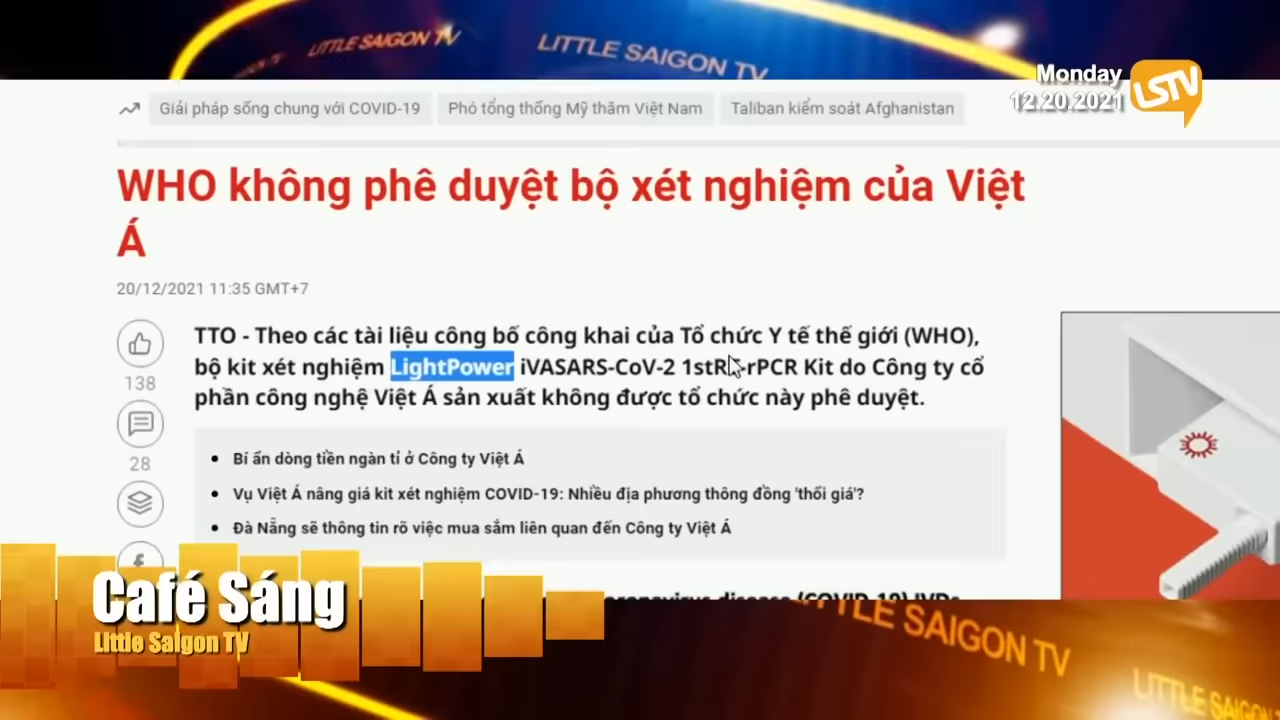 LITTLE SAIGON TV
LITTLE SAIGON TV
Monday
12.20.2021
LSTV
Giải pháp sống chung với COVID-19
Phó tổng thống Mỹ thăm Việt Nam
Taliban kiểm soát Afghanistan
WHO không phê duyệt bộ xét nghiệm của Việt
Á
20/12/2021 11:35 GMT+7
TTO - Theo các tài liệu công bố công khai của Tổ chức Y tế thế giới (WHO),
bộ kit xét nghiệm LightPower iVASARS-CoV-2 1stRT-rPCR Kit do Công ty cổ
phần công nghệ Việt Á sản xuất không được tổ chức này phê duyệt.
138
28
Bí ẩn dòng tiền ngàn tỉ ở Công ty Việt Á
Vụ Việt Á nâng giá kit xét nghiệm COVID-19: Nhiều địa phương thông đồng 'thổi giá'?
Đà Nẵng sẽ thông tin rõ việc mua sắm liên quan đến Công ty Việt Á
Café Sáng
Little Saigon TV
LITTLE SAIGON TV
LITTLE SAIGON TV